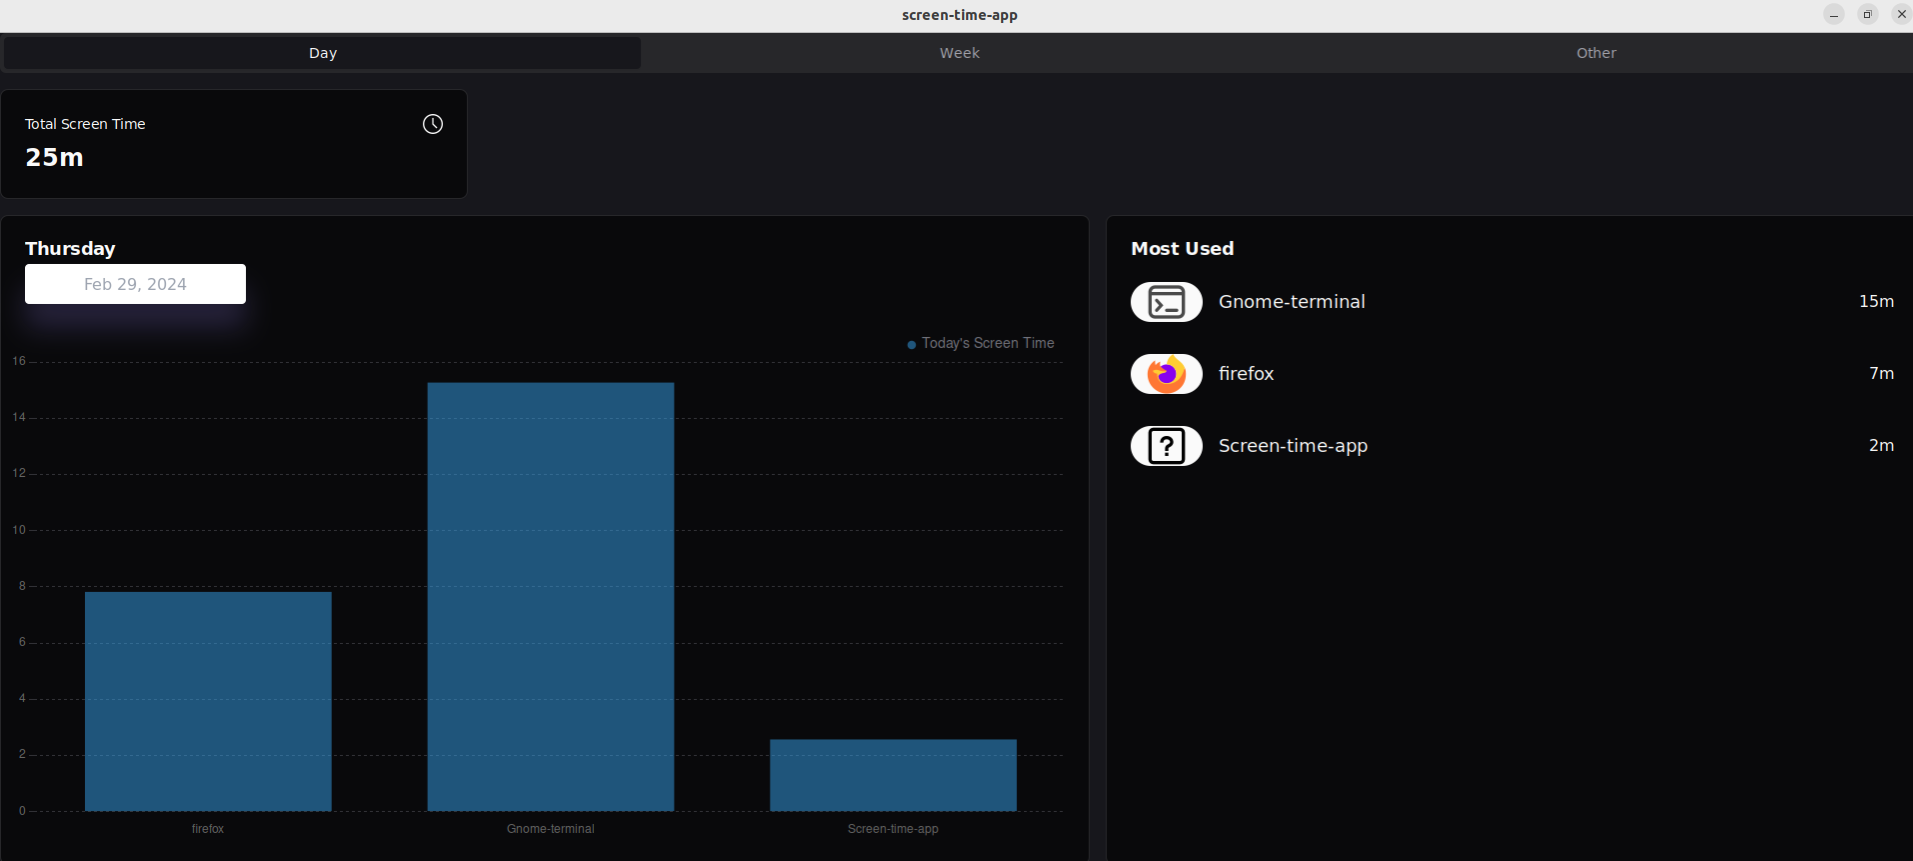 screen-time-app
Day Week Other
Total Screen Time
25m
Thursday
Feb 29, 2024
Today's Screen Time
16
14
12
10
8
6
4
2
0
firefox Gnome-terminal Screen-time-app
Most Used
Gnome-terminal 15m
firefox 7m
? Screen-time-app 2m